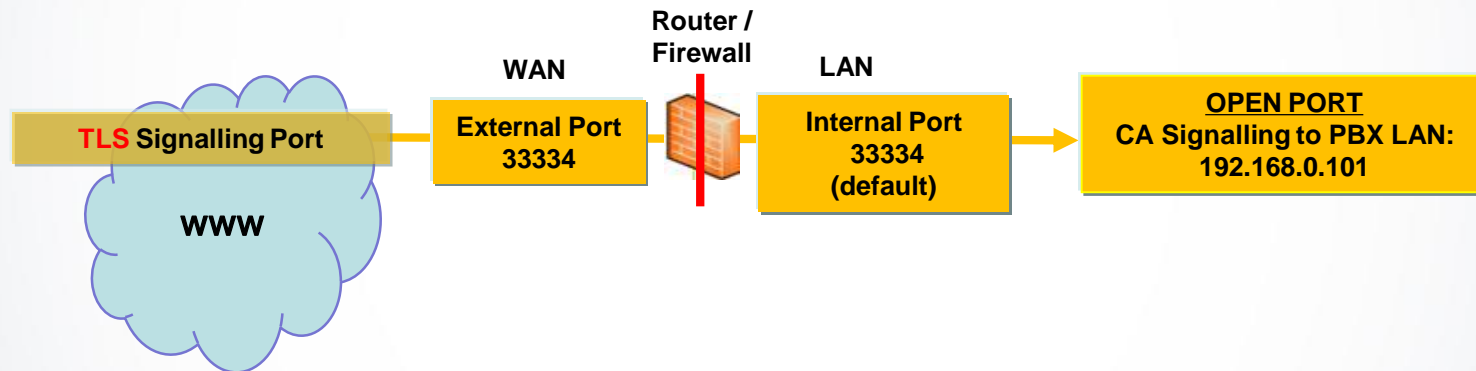 Router /
Firewall
WAN
LAN
TLS Signalling Port
External Port
33334
Internal Port
33334
(default)
OPEN PORT
CA Signalling to PBX LAN:
192.168.0.101
WWW